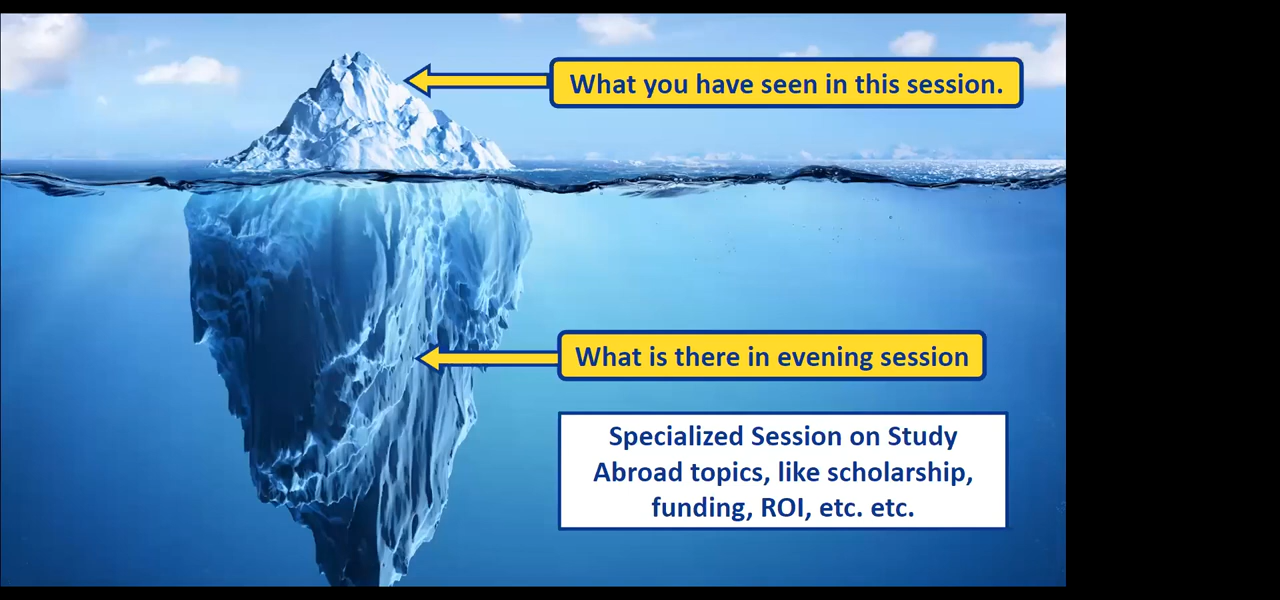 What you have seen in this session.
What is there in evening session
Specialized Session on Study
Abroad topics, like scholarship,
funding, ROI, etc. etc.